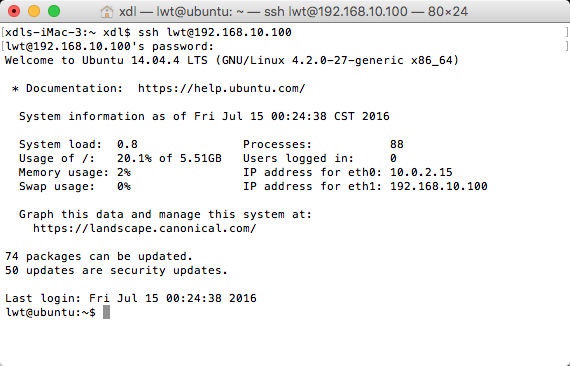 xdl — lwt@ubuntu: ~ — ssh lwt@192.168.10.100 — 80×24
[xdls-iMac-3:~ xdl$ ssh lwt@192.168.10.100 ]
[lwt@192.168.10.100's password: ]
Welcome to Ubuntu 14.04.4 LTS (GNU/Linux 4.2.0-27-generic x86_64)
* Documentation:  https://help.ubuntu.com/
System information as of Fri Jul 15 00:24:38 CST 2016
System load:  0.8               Processes:           88
Usage of /:   20.1% of 5.51GB   Users logged in:     0
Memory usage: 2%                IP address for eth0: 10.0.2.15
Swap usage:   0%                IP address for eth1: 192.168.10.100
Graph this data and manage this system at:
https://landscape.canonical.com/
74 packages can be updated.
50 updates are security updates.
Last login: Fri Jul 15 00:24:38 2016
lwt@ubuntu:~$